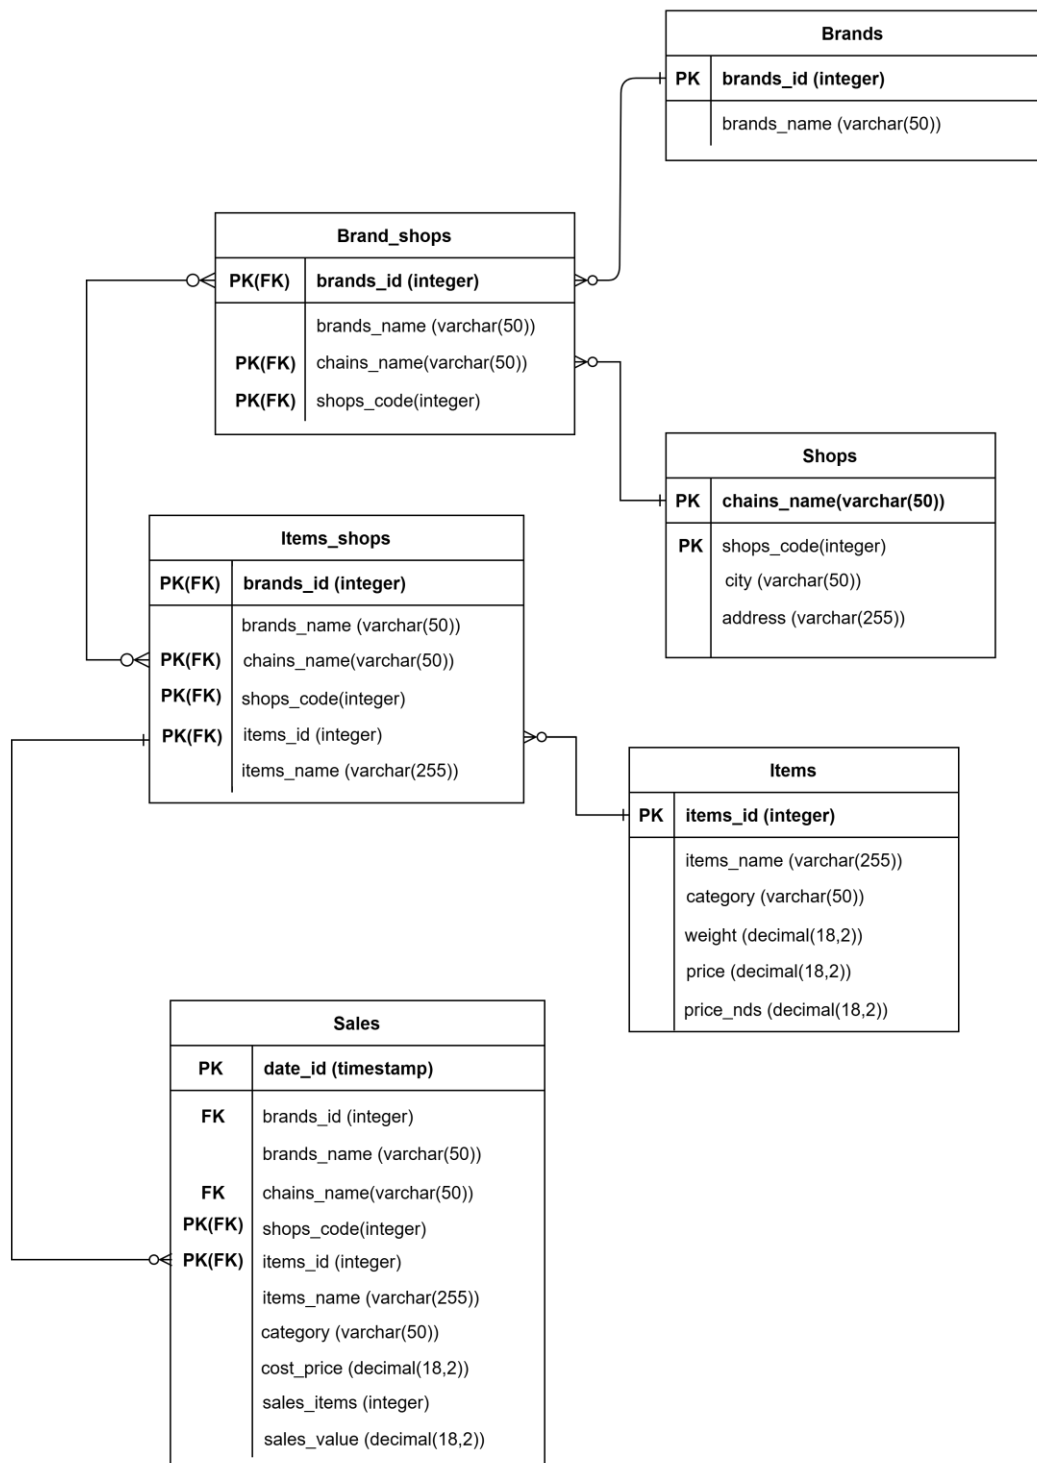 Brands
PK brands_id (integer)
brands_name (varchar(50))
Brand_shops
PK(FK) brands_id (integer)
brands_name (varchar(50))
PK(FK) chains_name(varchar(50))
PK(FK) shops_code(integer)
Shops
PK chains_name(varchar(50))
PK shops_code(integer)
city (varchar(50))
address (varchar(255))
Items_shops
PK(FK) brands_id (integer)
brands_name (varchar(50))
PK(FK) chains_name(varchar(50))
PK(FK) shops_code(integer)
PK(FK) items_id (integer)
items_name (varchar(255))
Items
PK items_id (integer)
items_name (varchar(255))
category (varchar(50))
weight (decimal(18,2))
price (decimal(18,2))
price_nds (decimal(18,2))
Sales
PK date_id (timestamp)
FK brands_id (integer)
brands_name (varchar(50))
FK chains_name(varchar(50))
PK(FK) shops_code(integer)
PK(FK) items_id (integer)
items_name (varchar(255))
category (varchar(50))
cost_price (decimal(18,2))
sales_items (integer)
sales_value (decimal(18,2))